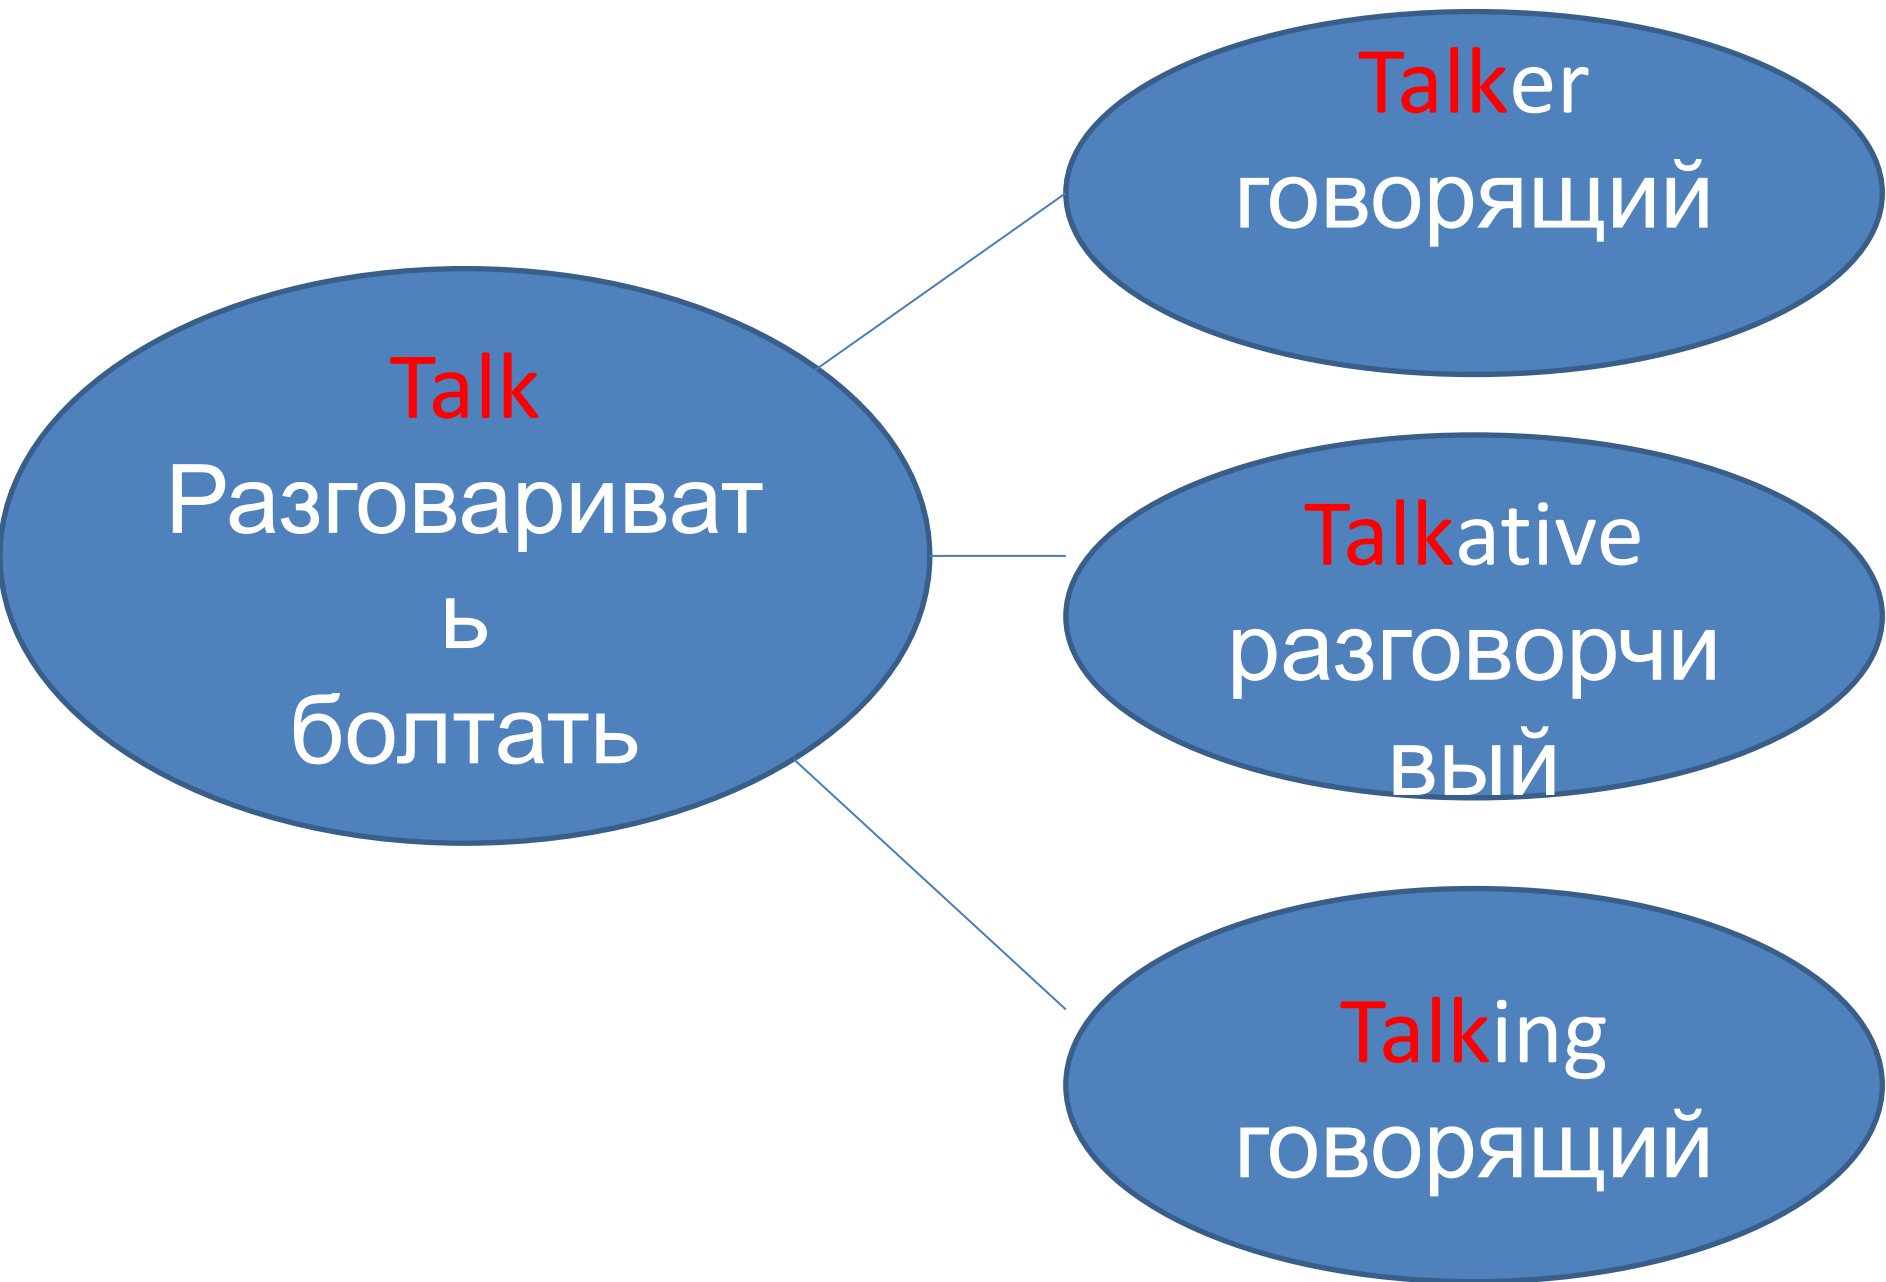 Talk
Разговариват
ь
болтать
Talker
говорящий
Talkative
разговорчи
вый
Talking
говорящий